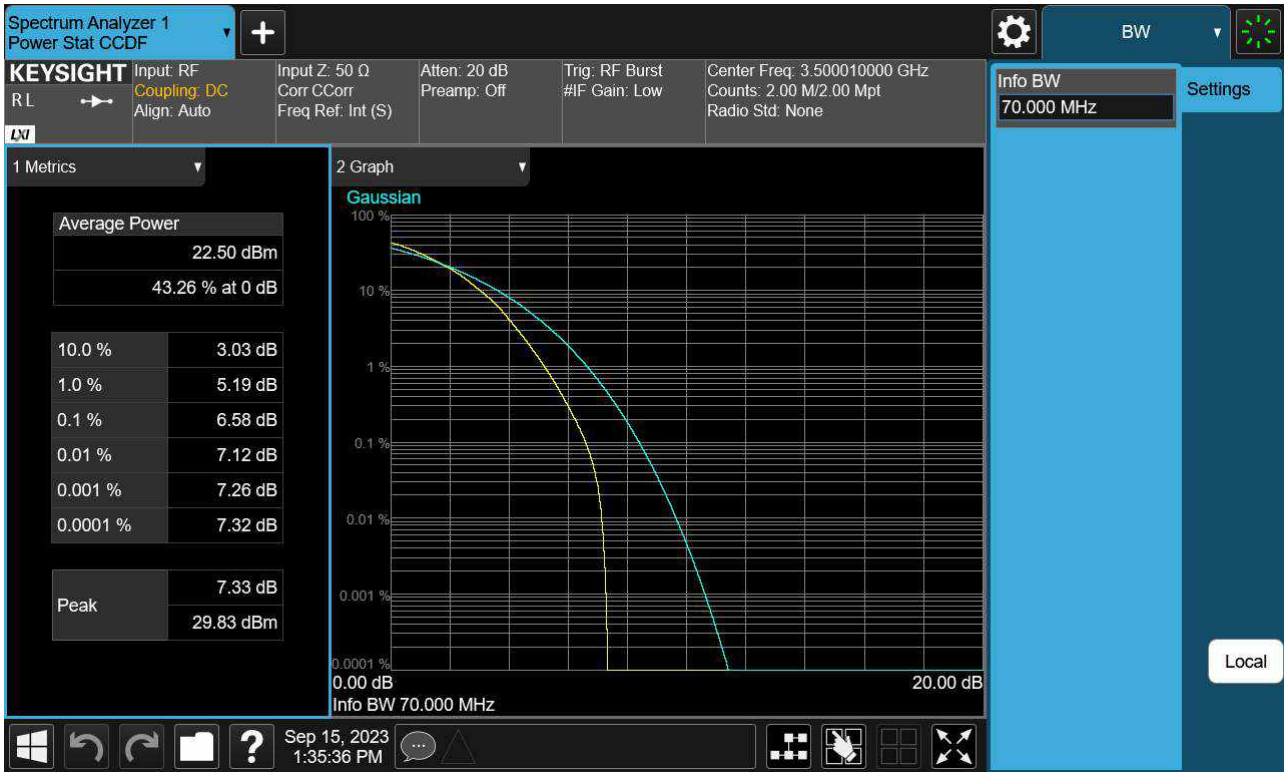 Spectrum Analyzer 1
Power Stat CCDF
+
BW
KEYSIGHT
RL
LXI
Input: RF
Coupling: DC
Align: Auto
Input Z: 50 Ω
Corr CCorr
Freq Ref: Int (S)
Atten: 20 dB
Preamp: Off
Trig: RF Burst
#IF Gain: Low
Center Freq: 3.500010000 GHz
Counts: 2.00 M/2.00 Mpt
Radio Std: None
Info BW
70.000 MHz
Settings
1 Metrics
Average Power
22.50 dBm
43.26 % at 0 dB
10.0 % 3.03 dB
1.0 % 5.19 dB
0.1 % 6.58 dB
0.01 % 7.12 dB
0.001 % 7.26 dB
0.0001 % 7.32 dB
Peak
7.33 dB
29.83 dBm
2 Graph
Gaussian
100 %
10 %
1 %
0.1 %
0.01 %
0.001 %
0.0001 %
0.00 dB 20.00 dB
Info BW 70.000 MHz
Local
?
Sep 15, 2023
1:35:36 PM